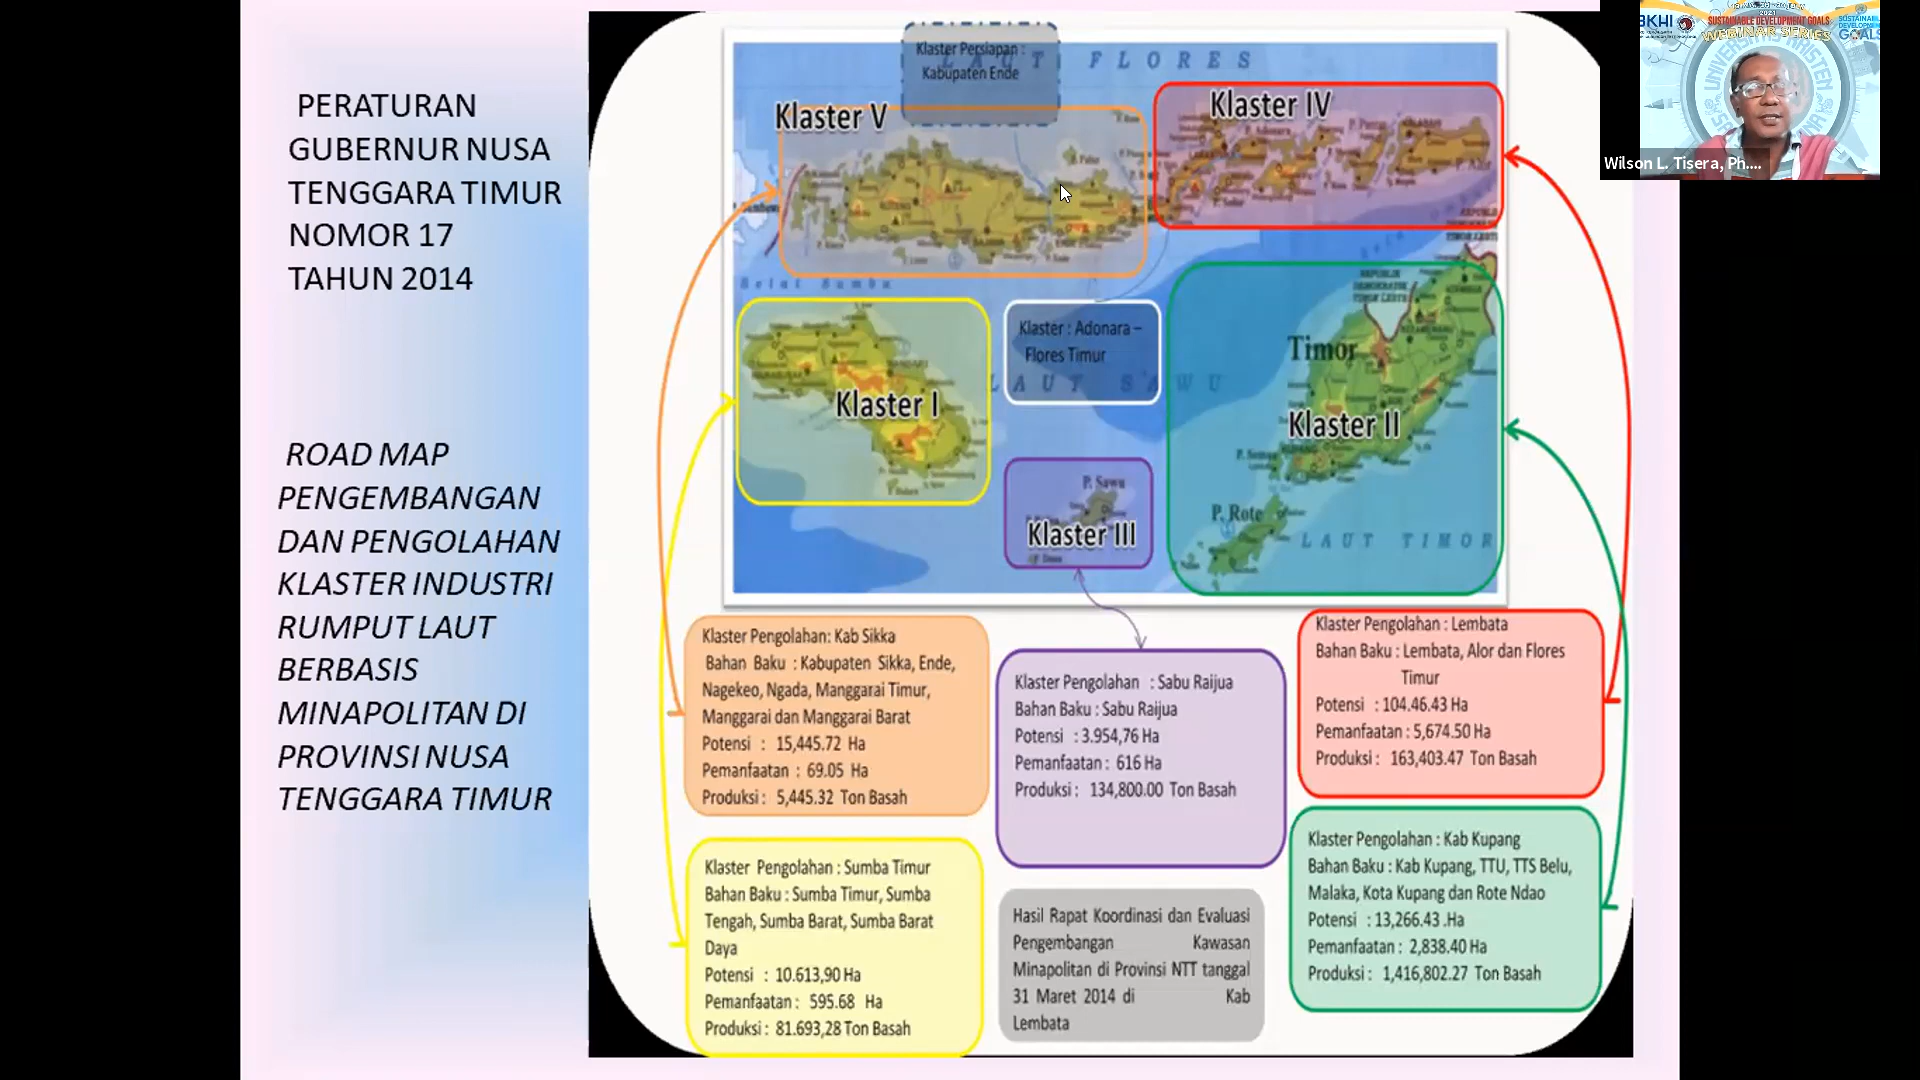 PERATURAN
GUBERNUR NUSA
TENGGARA TIMUR
NOMOR 17
TAHUN 2014
ROAD MAP
PENGEMBANGAN
DAN PENGOLAHAN
KLASTER INDUSTRI
RUMPUT LAUT
BERBASIS
MINAPOLITAN DI
PROVINSI NUSA
TENGGARA TIMUR
Klaster Persiapan :
Kabupaten Ende
LAUT FLORES
Klaster V
Klaster IV
Selat Sumba
Klaster I
Klaster : Adonara –
Flores Timur
LAUT SAWU
Timor
Klaster II
P. Sawu
Klaster III
P. Rote
LAUT TIMOR
Klaster Pengolahan: Kab Sikka
Bahan Baku : Kabupaten Sikka, Ende,
Nagekeo, Ngada, Manggarai Timur,
Manggarai dan Manggarai Barat
Potensi : 15,445.72 Ha
Pemanfaatan : 69.05 Ha
Produksi : 5,445.32 Ton Basah
Klaster Pengolahan : Sumba Timur
Bahan Baku : Sumba Timur, Sumba
Tengah, Sumba Barat, Sumba Barat
Daya
Potensi : 10.613,90 Ha
Pemanfaatan : 595.68 Ha
Produksi : 81.693,28 Ton Basah
Klaster Pengolahan : Sabu Raijua
Bahan Baku : Sabu Raijua
Potensi : 3.954,76 Ha
Pemanfaatan : 616 Ha
Produksi : 134,800.00 Ton Basah
Hasil Rapat Koordinasi dan Evaluasi
Pengembangan Kawasan
Minapolitan di Provinsi NTT tanggal
31 Maret 2014 di Kab
Lembata
Klaster Pengolahan : Lembata
Bahan Baku : Lembata, Alor dan Flores
Timur
Potensi : 104.46.43 Ha
Pemanfaatan : 5,674.50 Ha
Produksi : 163,403.47 Ton Basah
Klaster Pengolahan : Kab Kupang
Bahan Baku : Kab Kupang, TTU, TTS Belu,
Malaka, Kota Kupang dan Rote Ndao
Potensi : 13,266.43 .Ha
Pemanfaatan : 2,838.40 Ha
Produksi : 1,416,802.27 Ton Basah
SUSTAINABLE DEVELOPMENT GOALS
WEBINAR SERIES
Wilson L. Tisera, Ph....